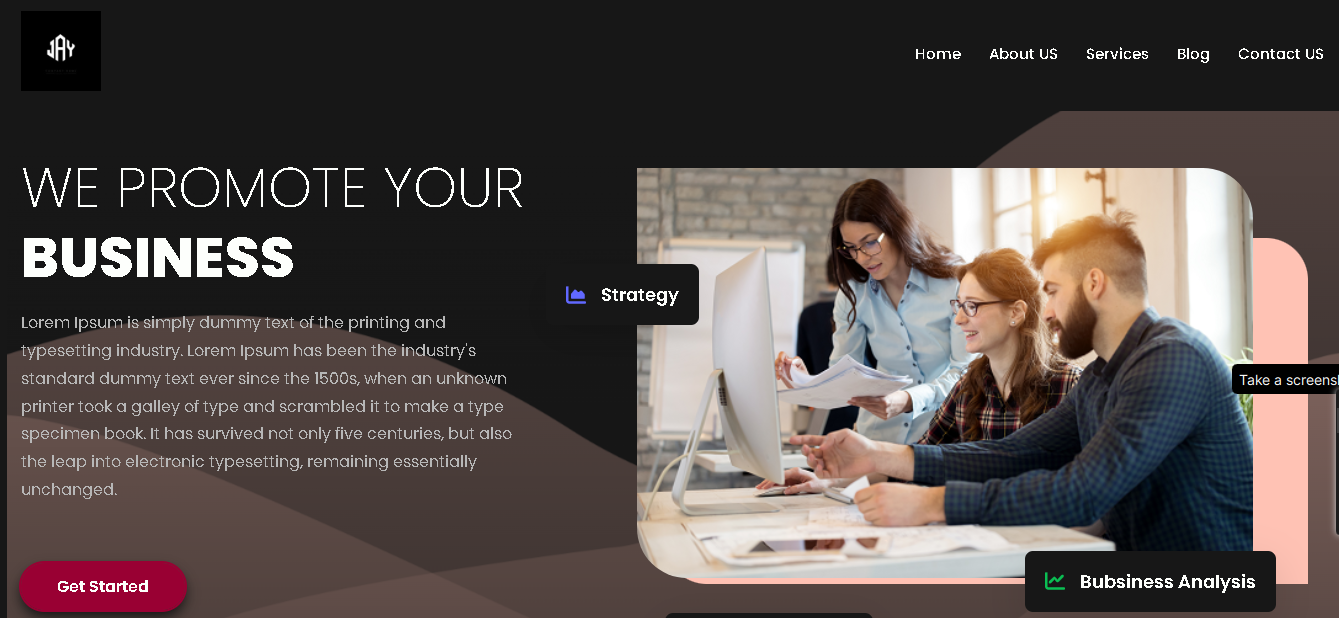 JAY
Home About US Services Blog Contact US
WE PROMOTE YOUR
BUSINESS
Lorem Ipsum is simply dummy text of the printing and
typesetting industry. Lorem Ipsum has been the industry's
standard dummy text ever since the 1500s, when an unknown
printer took a galley of type and scrambled it to make a type
specimen book. It has survived not only five centuries, but also
the leap into electronic typesetting, remaining essentially
unchanged.
Get Started
Strategy
Take a screensh
Bubsiness Analysis